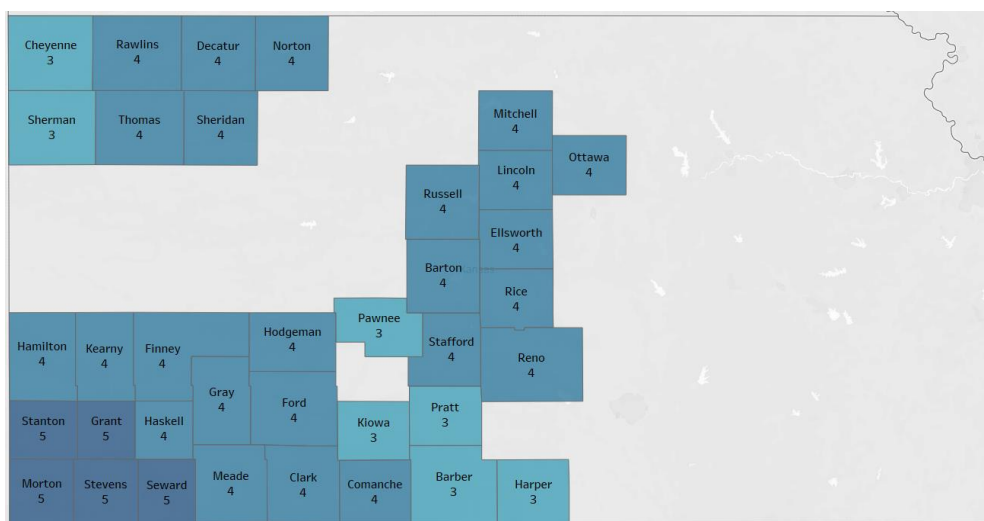 Cheyenne
3
Rawlins
4
Decatur
4
Norton
4
Sherman
3
Thomas
4
Sheridan
4
Mitchell
4
Ottawa
4
Lincoln
4
Russell
4
Ellsworth
4
Barton
4
Rice
4
Pawnee
3
Stafford
4
Reno
4
Hamilton
4
Kearny
4
Finney
4
Hodgeman
4
Gray
4
Ford
4
Stanton
5
Grant
5
Haskell
4
Kiowa
3
Pratt
3
Morton
5
Stevens
5
Seward
5
Meade
4
Clark
4
Comanche
4
Barber
3
Harper
3